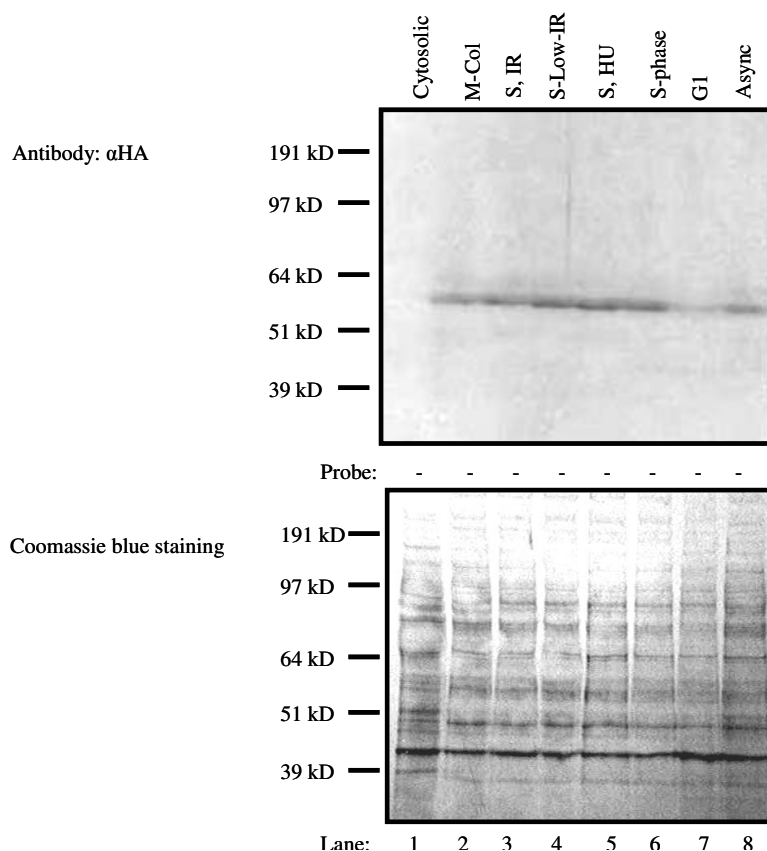 Cytosolic M-Col S, IR S-Low-IR S, HU S-phase G1 Async
Antibody: αHA
191 kD
97 kD
64 kD
51 kD
39 kD
Probe: - - - - - - - -
Coomassie blue staining
191 kD
97 kD
64 kD
51 kD
39 kD
Lane: 1 2 3 4 5 6 7 8